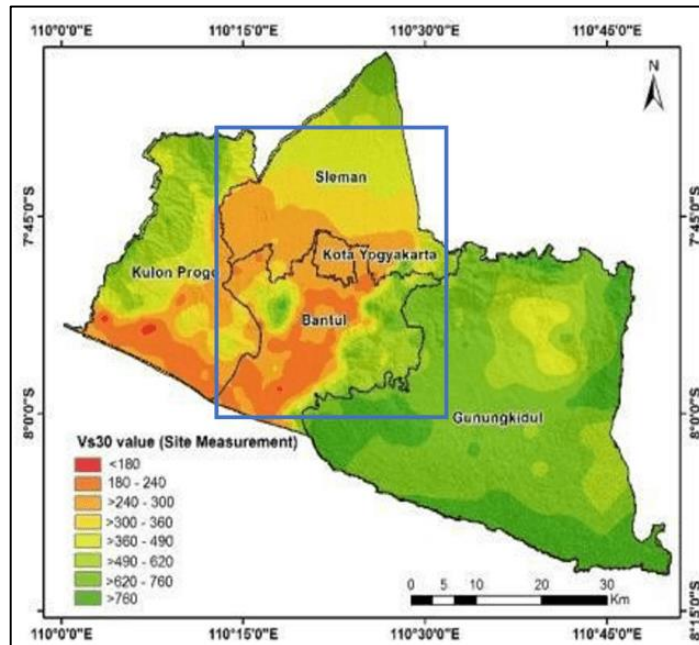 110°0'0"E 110°15'0"E 110°30'0"E 110°45'0"E
N
Sleman
7°45'0"S 7°45'0"S
Kota Yogyakarta
Kulon Progo
Bantul
8°0'0"S 8°0'0"S
Gunungkidul
Vs30 value (Site Measurement)
<180
180 - 240
>240 - 300
>300 - 360
>360 - 490
>490 - 620
>620 - 760
>760
0 5 10 20 30
Km
8°15'0"S
110°0'0"E 110°15'0"E 110°30'0"E 110°45'0"E